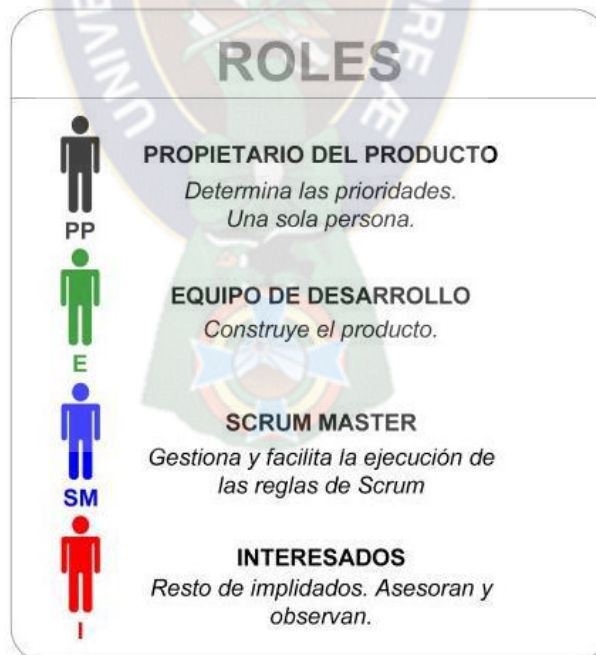 ROLES
PROPIETARIO DEL PRODUCTO
Determina las prioridades.
Una sola persona.
PP
EQUIPO DE DESARROLLO
Construye el producto.
E
SCRUM MASTER
Gestiona y facilita la ejecución de
las reglas de Scrum
SM
INTERESADOS
Resto de implidados. Asesoran y
observan.
I